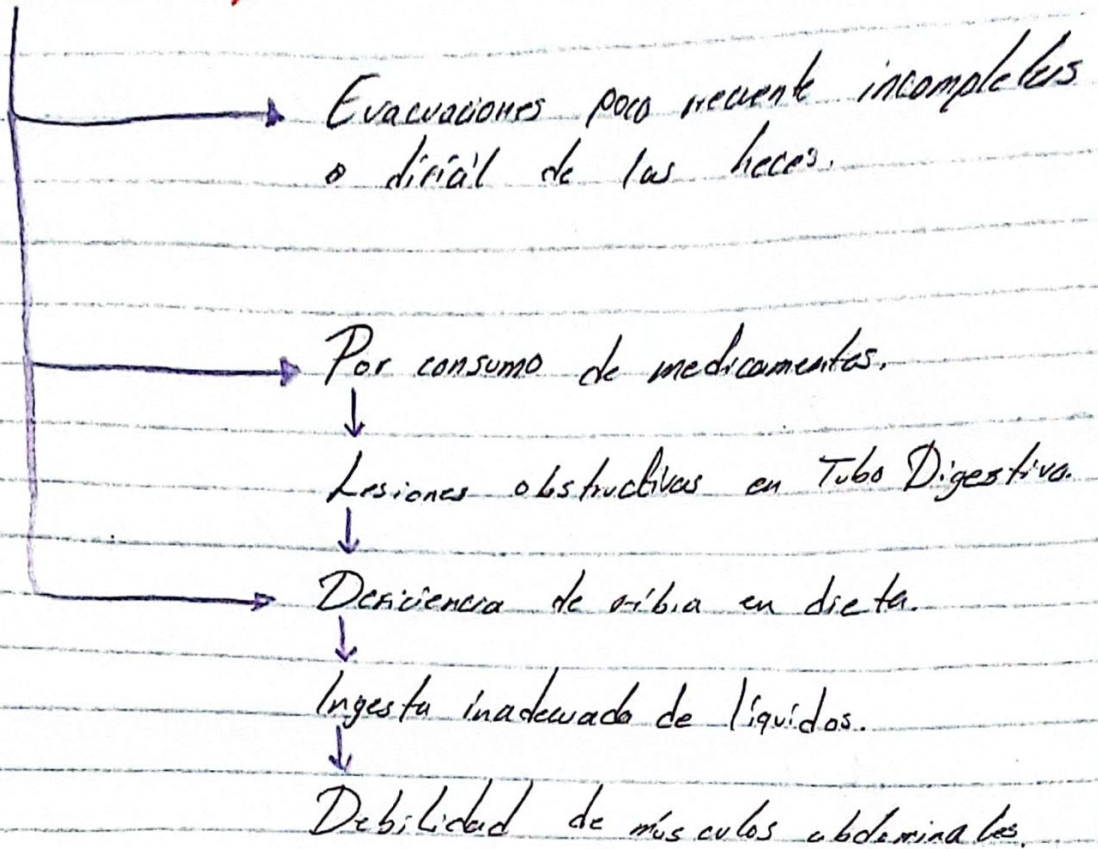 Evacuaciones poco frecuente incompletas
o difícil de las heces.
Por consumo de medicamentos.
Lesiones obstructivas en Tubo Digestivo.
Deficiencia de fibra en dieta.
Ingesta inadecuada de líquidos.
Debilidad de músculos abdominales.